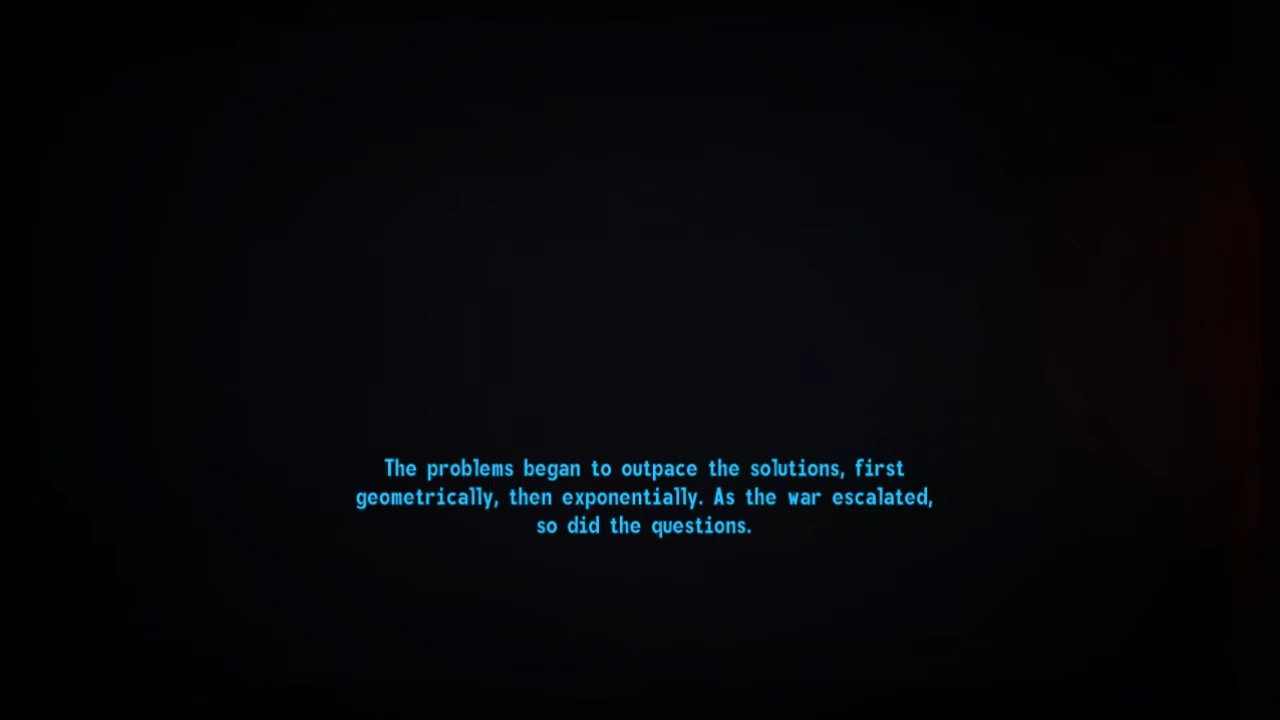 The problems began to outpace the solutions, first
geometrically, then exponentially. As the war escalated,
so did the questions.